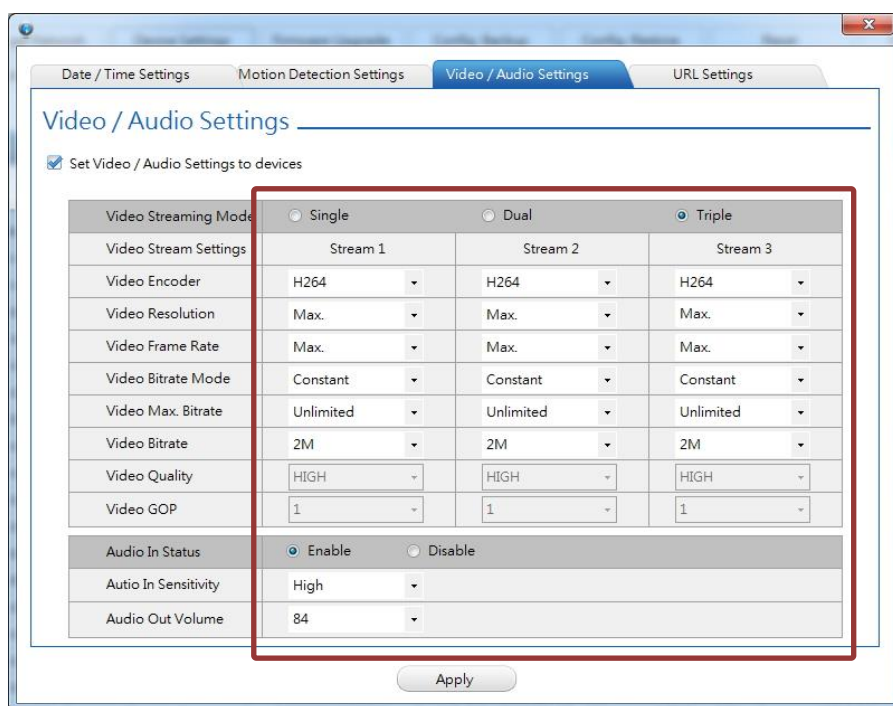 Date / Time Settings Motion Detection Settings Video / Audio Settings URL Settings
Video / Audio Settings
Set Video / Audio Settings to devices
Video Streaming Mode Single Dual Triple
Video Stream Settings Stream 1 Stream 2 Stream 3
Video Encoder H264 H264 H264
Video Resolution Max. Max. Max.
Video Frame Rate Max. Max. Max.
Video Bitrate Mode Constant Constant Constant
Video Max. Bitrate Unlimited Unlimited Unlimited
Video Bitrate 2M 2M 2M
Video Quality HIGH HIGH HIGH
Video GOP 1 1 1
Audio In Status Enable Disable
Autio In Sensitivity High
Audio Out Volume 84
Apply